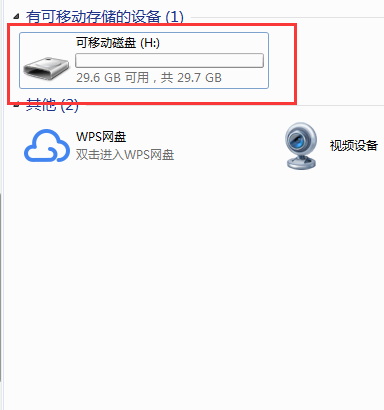 有可移动存储的设备 (1)
可移动磁盘 (H:)
29.6 GB 可用，共 29.7 GB
其他 (2)
WPS网盘
双击进入WPS网盘
视频设备